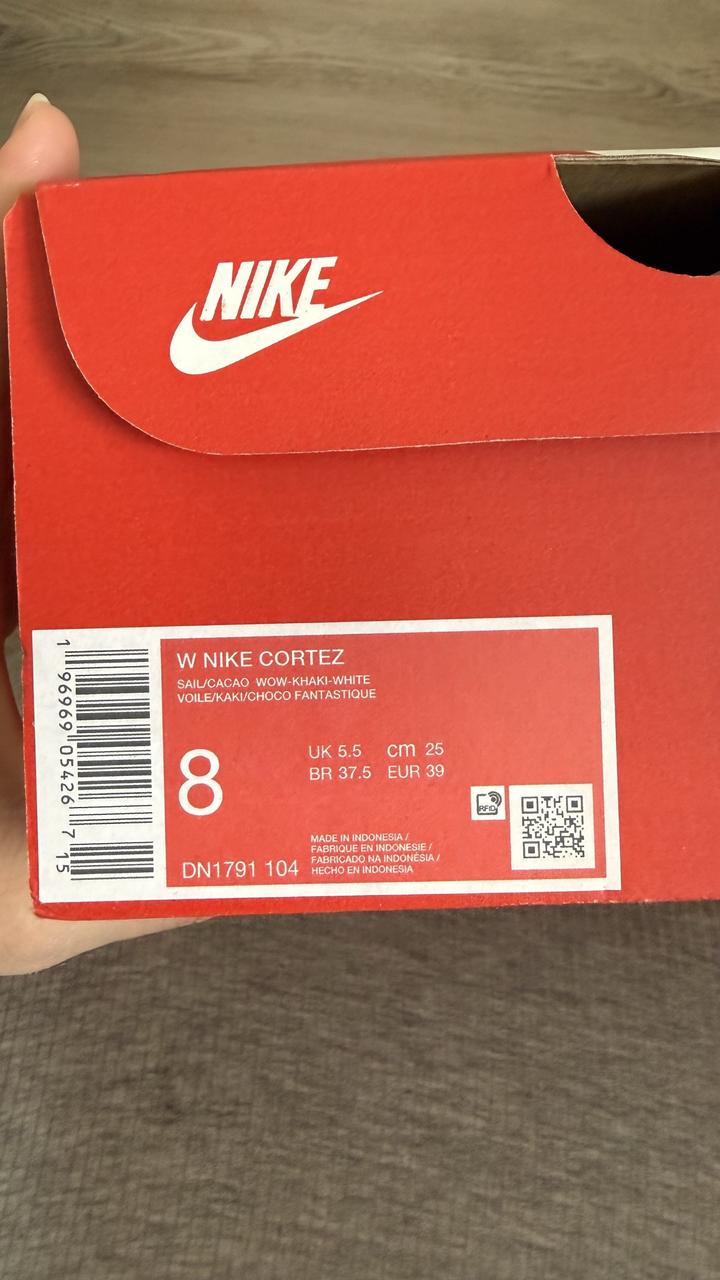 NIKE
W NIKE CORTEZ
SAIL/CACAO WOW-KHAKI-WHITE
VOILE/KAKI/CHOCO FANTASTIQUE
8
UK 5.5 cm 25
BR 37.5 EUR 39
RFID
DN1791 104
MADE IN INDONESIA /
FABRIQUE EN INDONESIE /
FABRICADO NA INDONÉSIA /
HECHO EN INDONESIA
1 96969 05426 7 15